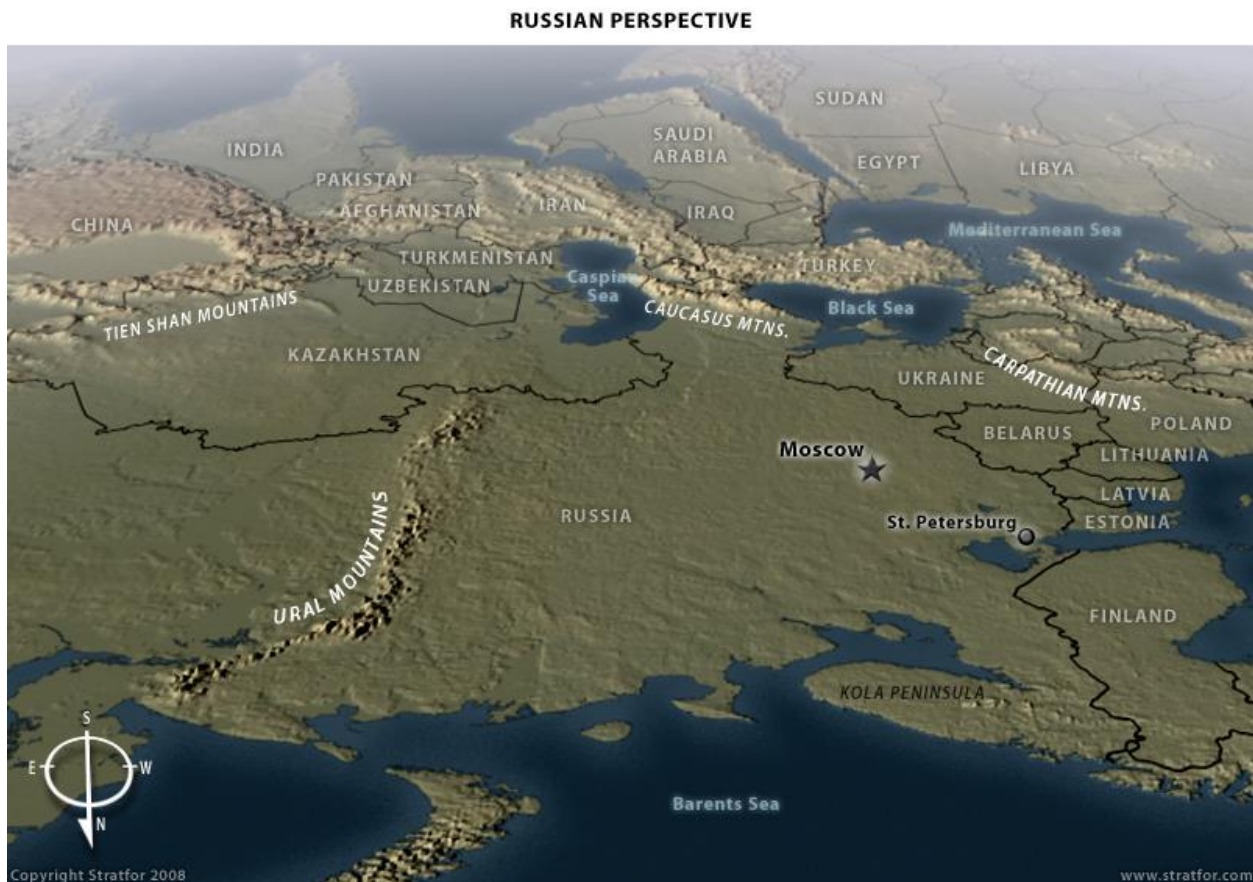 RUSSIAN PERSPECTIVE
SUDAN
SAUDI
ARABIA
INDIA
EGYPT
LIBYA
PAKISTAN
AFGHANISTAN
IRAN
IRAQ
CHINA
Mediterranean Sea
TURKMENISTAN
TURKEY
UZBEKISTAN
Caspian
Sea
TIEN SHAN MOUNTAINS
CAUCASUS MTNS.
Black Sea
KAZAKHSTAN
UKRAINE
CARPATHIAN MTNS.
POLAND
BELARUS
Moscow
LITHUANIA
LATVIA
RUSSIA
St. Petersburg
ESTONIA
URAL MOUNTAINS
FINLAND
KOLA PENINSULA
S
E
W
N
Barents Sea
Copyright Stratfor 2008
www.stratfor.com